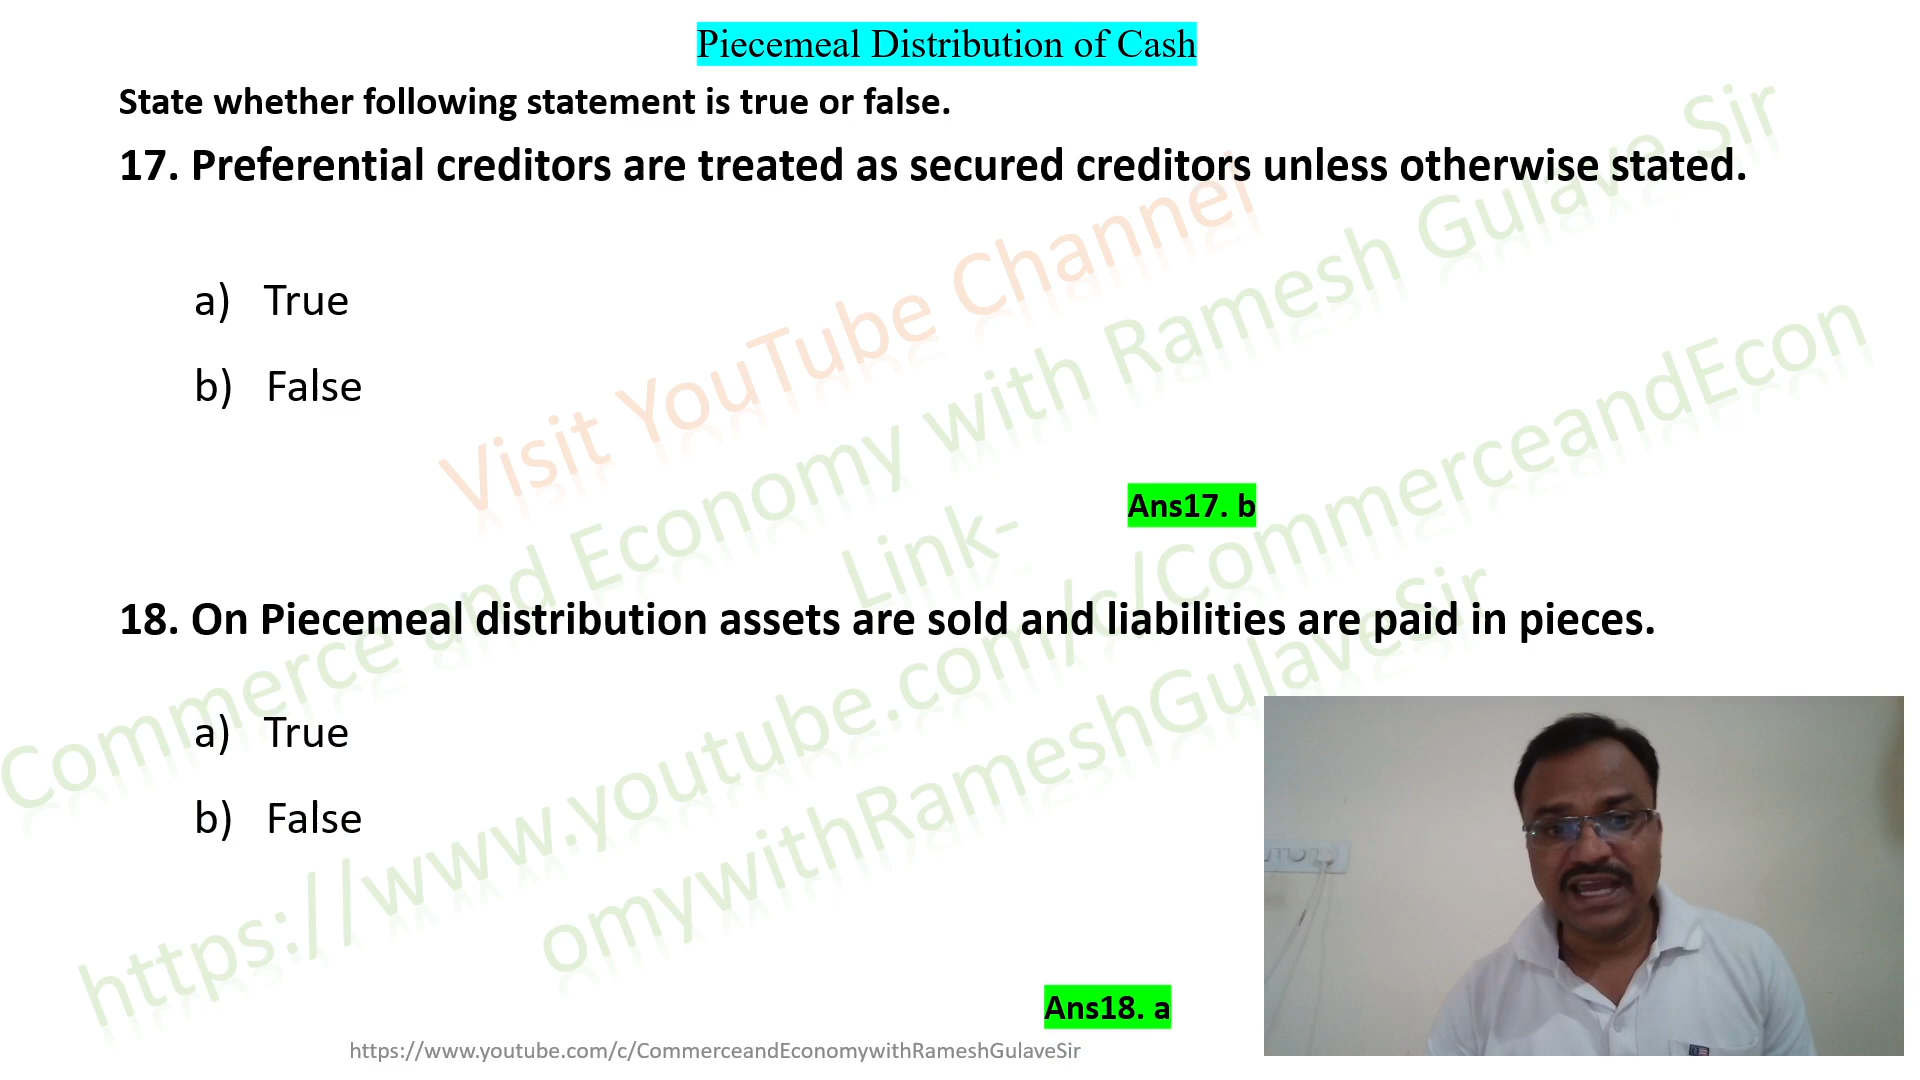 Piecemeal Distribution of Cash
State whether following statement is true or false.
17. Preferential creditors are treated as secured creditors unless otherwise stated.
a) True
b) False
Ans17. b
18. On Piecemeal distribution assets are sold and liabilities are paid in pieces.
a) True
b) False
Ans18. a
https://www.youtube.com/c/CommerceandEconomywithRameshGulaveSir
Visit YouTube Channel
Commerce and Economy with Ramesh Gulave Sir
Link-
https://www.youtube.com/c/CommerceandEcon
omywithRameshGulaveSir